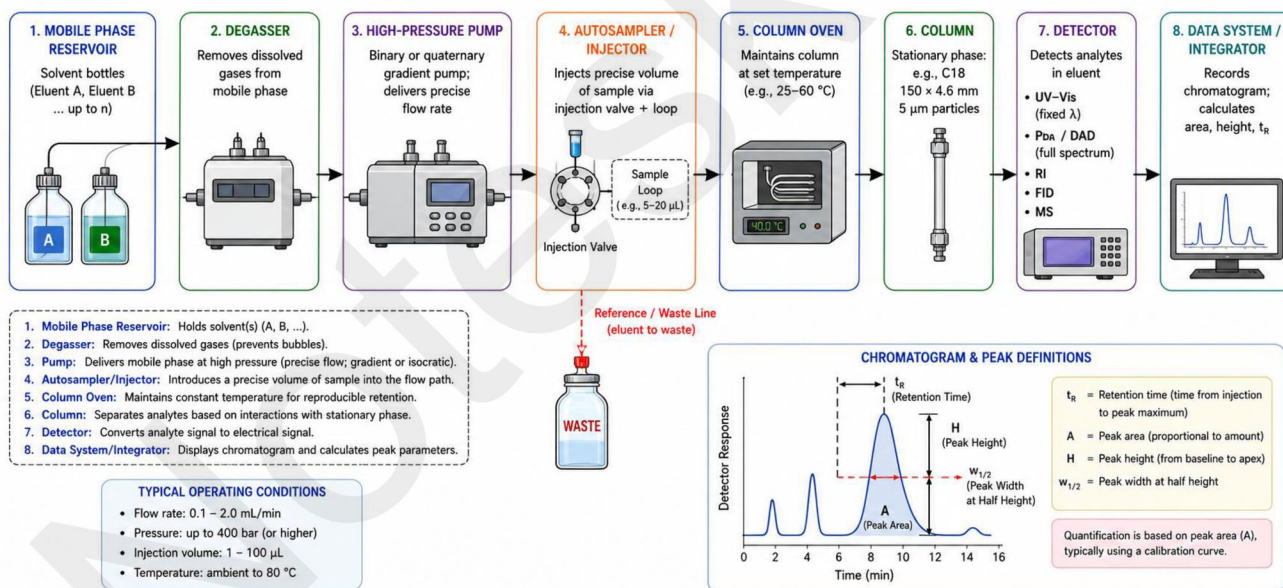 1. MOBILE PHASE
RESERVOIR
Solvent bottles
(Eluent A, Eluent B
... up to n)
A
B
2. DEGASSER
Removes dissolved
gases from
mobile phase
3. HIGH-PRESSURE PUMP
Binary or quaternary
gradient pump;
delivers precise
flow rate
4. AUTOSAMPLER /
INJECTOR
Injects precise volume
of sample via
injection valve + loop
Sample
Loop
(e.g., 5–20 µL)
Injection Valve
5. COLUMN OVEN
Maintains column
at set temperature
(e.g., 25–60 °C)
40.0 °C
6. COLUMN
Stationary phase:
e.g., C18
150 × 4.6 mm
5 µm particles
7. DETECTOR
Detects analytes
in eluent
• UV–Vis
(fixed λ)
• PDA / DAD
(full spectrum)
• RI
• FID
• MS
8. DATA SYSTEM /
INTEGRATOR
Records
chromatogram;
calculates
area, height, tR
1. Mobile Phase Reservoir: Holds solvent(s) (A, B, ...).
2. Degasser: Removes dissolved gases (prevents bubbles).
3. Pump: Delivers mobile phase at high pressure (precise flow; gradient or isocratic).
4. Autosampler/Injector: Introduces a precise volume of sample into the flow path.
5. Column Oven: Maintains constant temperature for reproducible retention.
6. Column: Separates analytes based on interactions with stationary phase.
7. Detector: Converts analyte signal to electrical signal.
8. Data System/Integrator: Displays chromatogram and calculates peak parameters.
Reference / Waste Line
(eluent to waste)
WASTE
TYPICAL OPERATING CONDITIONS
• Flow rate: 0.1 – 2.0 mL/min
• Pressure: up to 400 bar (or higher)
• Injection volume: 1 – 100 µL
• Temperature: ambient to 80 °C
CHROMATOGRAM & PEAK DEFINITIONS
tR
(Retention Time)
H
(Peak Height)
w1/2
(Peak Width
at Half Height)
A
(Peak Area)
Detector Response
0 2 4 6 8 10 12 14 16
Time (min)
tR = Retention time (time from injection
to peak maximum)
A = Peak area (proportional to amount)
H = Peak height (from baseline to apex)
w1/2 = Peak width at half height
Quantification is based on peak area (A),
typically using a calibration curve.